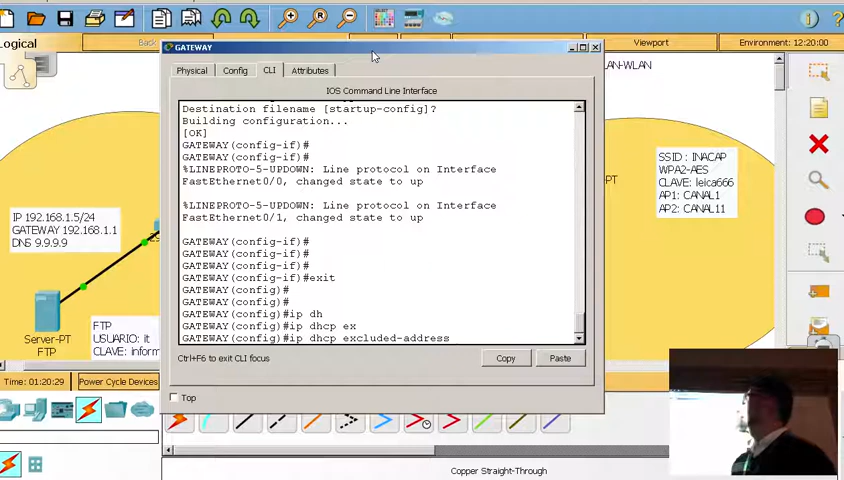 Logical
Back
GATEWAY
Viewport
Environment: 12:20:00
Physical
Config
CLI
Attributes
LAN-WLAN
IOS Command Line Interface
Destination filename [startup-config]?
Building configuration...
[OK]
GATEWAY(config-if)#
GATEWAY(config-if)#
%LINEPROTO-5-UPDOWN: Line protocol on Interface
FastEthernet0/0, changed state to up
%LINEPROTO-5-UPDOWN: Line protocol on Interface
FastEthernet0/1, changed state to up
GATEWAY(config-if)#
GATEWAY(config-if)#
GATEWAY(config-if)#
GATEWAY(config-if)#exit
GATEWAY(config)#
GATEWAY(config)#
GATEWAY(config)#ip dh
GATEWAY(config)#ip dhcp ex
GATEWAY(config)#ip dhcp excluded-address
Ctrl+F6 to exit CLI focus
Copy
Paste
Top
SSID : INACAP
WPA2-AES
CLAVE: leica666
AP1: CANAL1
AP2: CANAL11
PT
IP 192.168.1.5/24
GATEWAY 192.168.1.1
DNS 9.9.9.9
Server-PT
FTP
FTP
USUARIO: it
CLAVE: inform
Time: 01:20:29
Power Cycle Devices
Copper Straight-Through